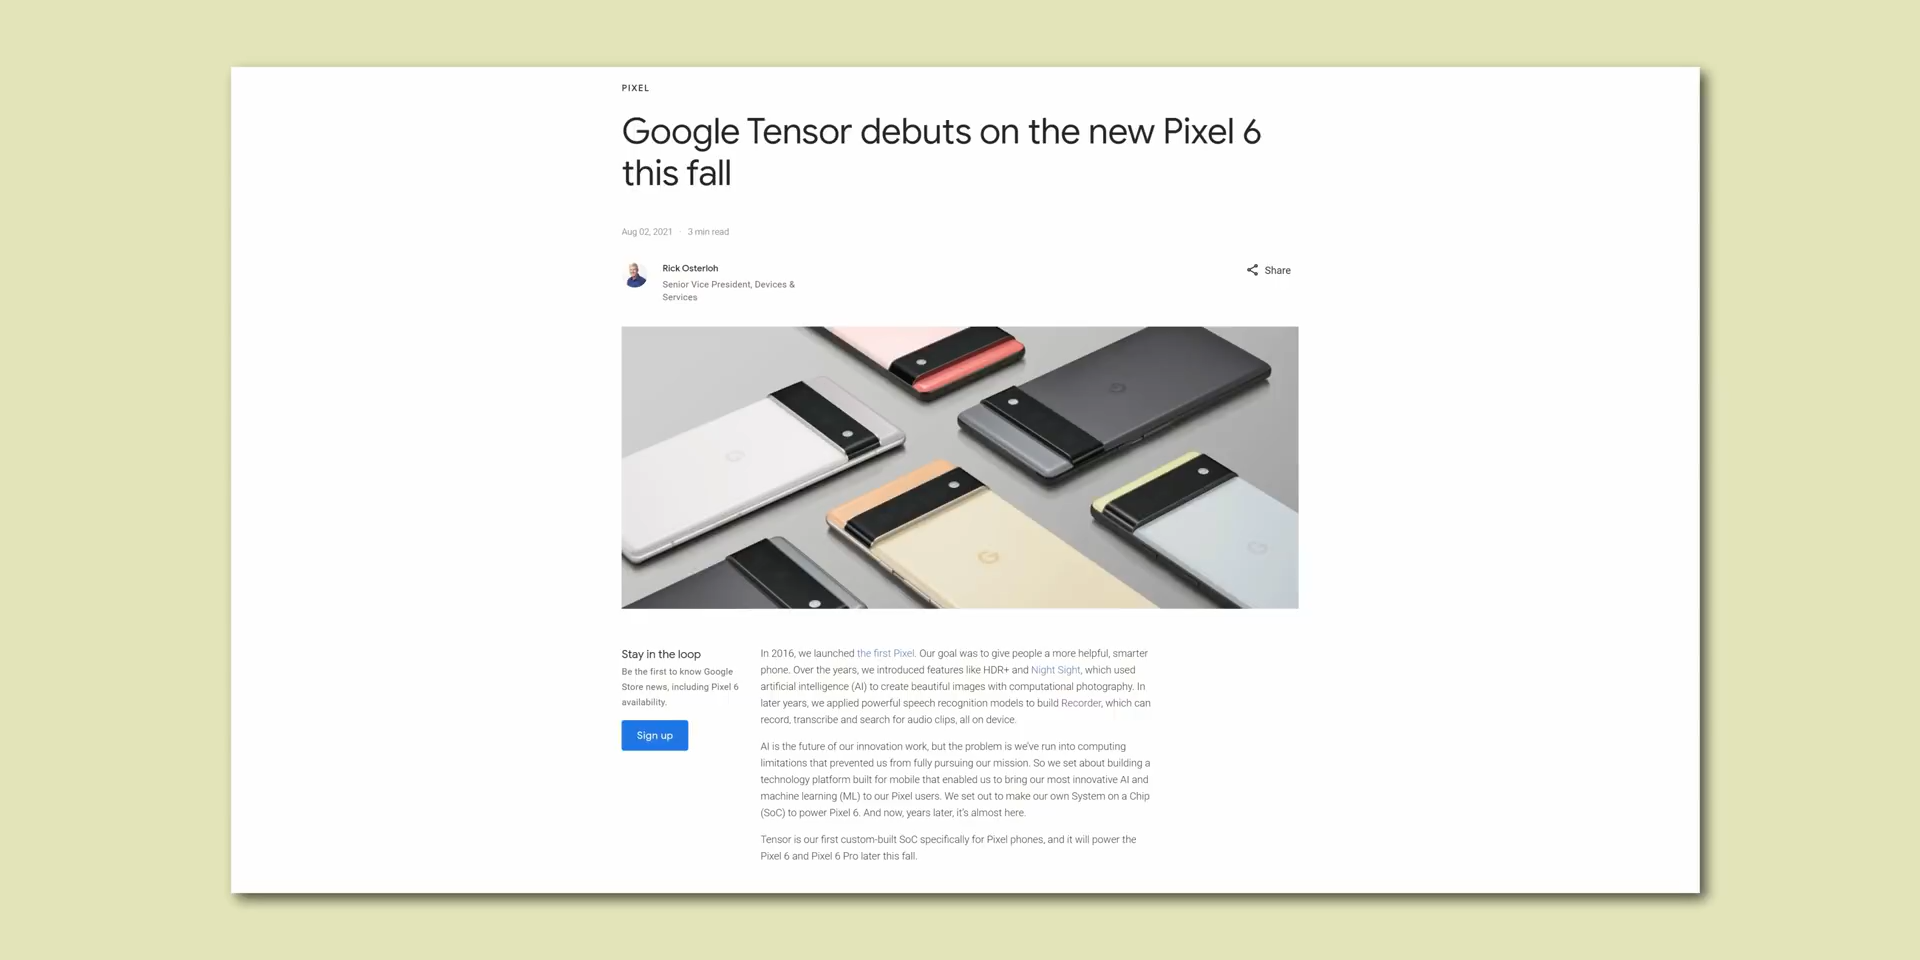 PIXEL
Google Tensor debuts on the new Pixel 6
this fall
Aug 02, 2021 · 3 min read
Rick Osterloh
Senior Vice President, Devices &
Services
Share
Stay in the loop
Be the first to know Google
Store news, including Pixel 6
availability.
Sign up
In 2016, we launched the first Pixel. Our goal was to give people a more helpful, smarter
phone. Over the years, we introduced features like HDR+ and Night Sight, which used
artificial intelligence (AI) to create beautiful images with computational photography. In
later years, we applied powerful speech recognition models to build Recorder, which can
record, transcribe and search for audio clips, all on device.
AI is the future of our innovation work, but the problem is we've run into computing
limitations that prevented us from fully pursuing our mission. So we set about building a
technology platform built for mobile that enabled us to bring our most innovative AI and
machine learning (ML) to our Pixel users. We set out to make our own System on a Chip
(SoC) to power Pixel 6. And now, years later, it's almost here.
Tensor is our first custom-built SoC specifically for Pixel phones, and it will power the
Pixel 6 and Pixel 6 Pro later this fall.